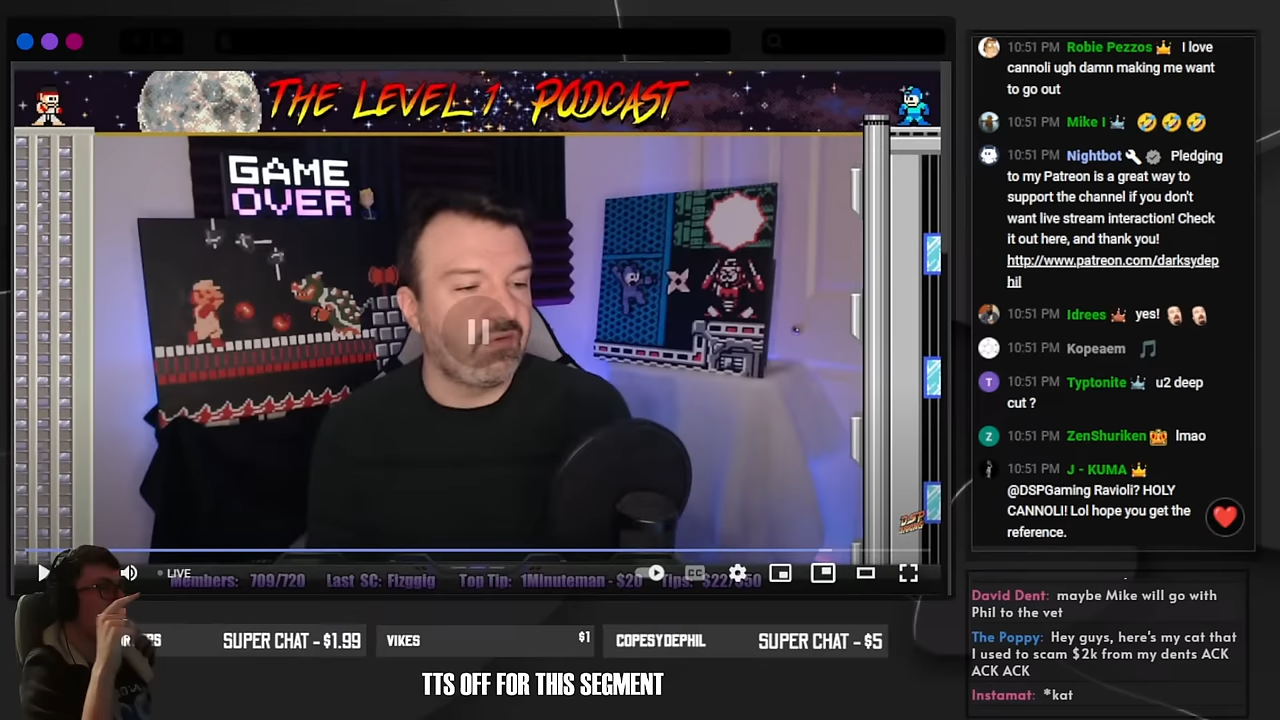 THE LEVEL 1 PODCAST
GAME
OVER
LIVE
CC
Members: 709/720 Last SC: Fizggig Top Tip: 1Minuteman - $20 Tips: $22/
SUPER CHAT - $1.99
VIKES $1
COPESYDEPHIL SUPER CHAT - $5
TTS OFF FOR THIS SEGMENT
10:51 PM Robie Pezzos I love
cannoli ugh damn making me want
to go out
10:51 PM Mike I 🤣 🤣 🤣
10:51 PM Nightbot Pledging
to my Patreon is a great way to
support the channel if you don't
want live stream interaction! Check
it out here, and thank you!
http://www.patreon.com/darksydep
hil
10:51 PM Idrees yes!
10:51 PM Kopeaem 🎵
10:51 PM Typtonite u2 deep
cut ?
10:51 PM ZenShuriken lmao
10:51 PM J - KUMA
@DSPGaming Ravioli? HOLY
CANNOLI! Lol hope you get the
reference.
David Dent: maybe Mike will go with
Phil to the vet
The Poppy: Hey guys, here's my cat that
I used to scam $2k from my dents ACK
ACK ACK
Instamat: *kat